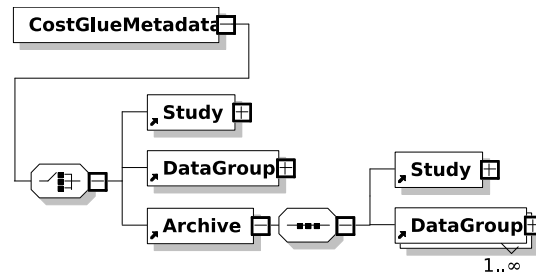 CostGlueMetadata
Study
DataGroup
Archive
Study
DataGroup
1..∞